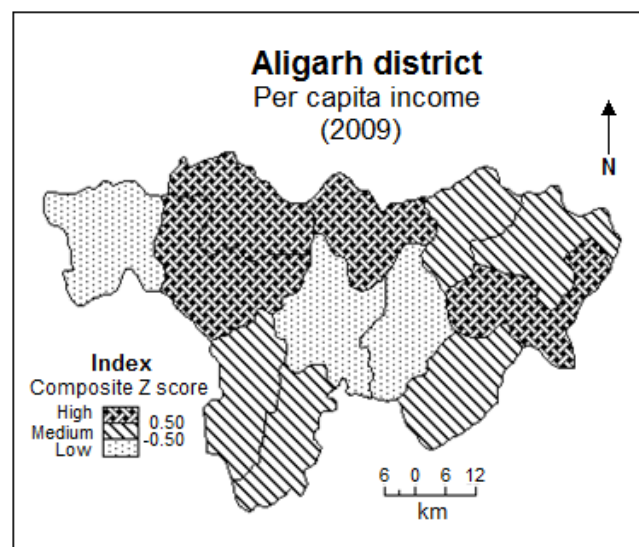 Aligarh district
Per capita income
(2009)
N
Index
Composite Z score
High
0.50
Medium
-0.50
Low
6 0 6 12
km